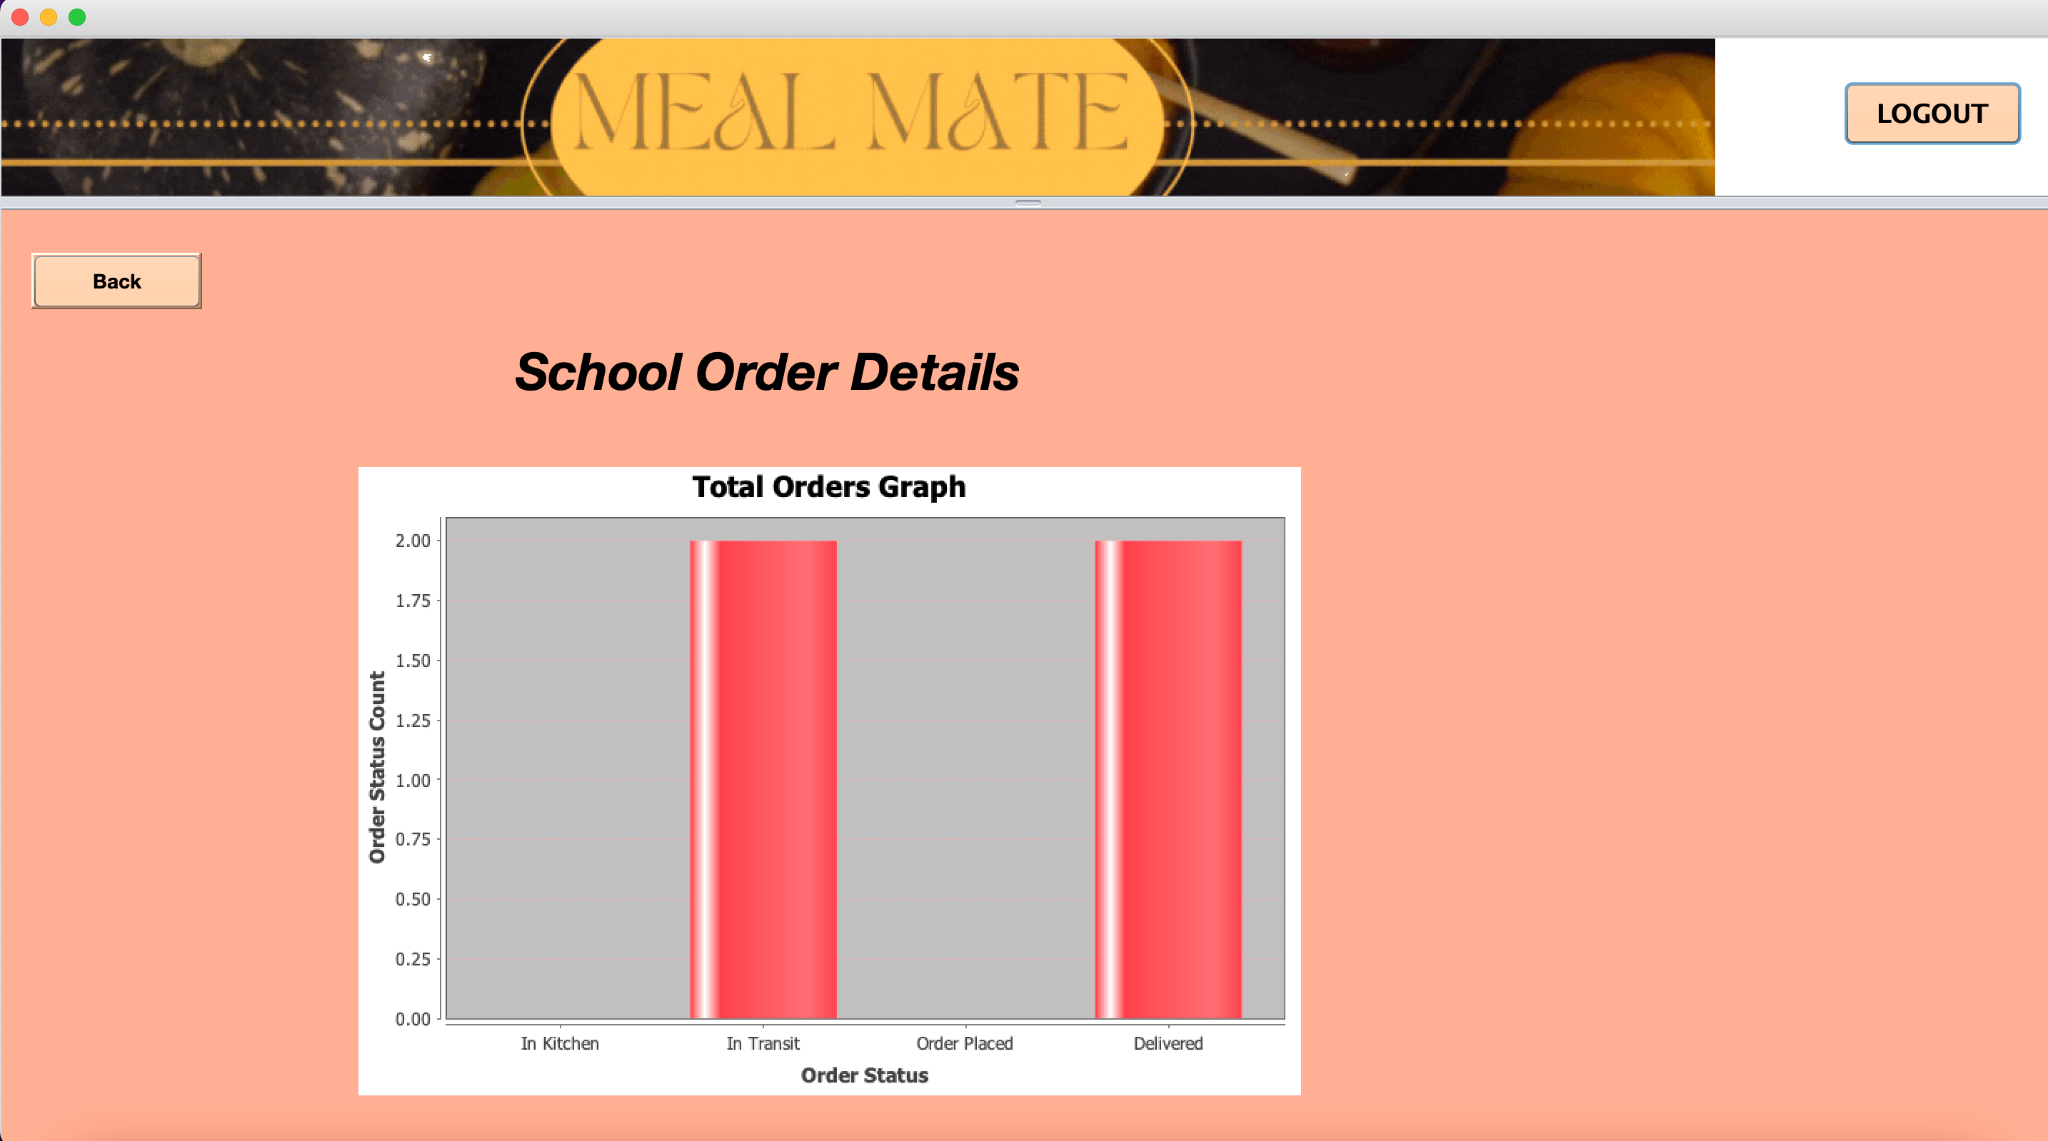 MEAL MATE
LOGOUT
Back
School Order Details
Total Orders Graph
Order Status Count
2.00
1.75
1.50
1.25
1.00
0.75
0.50
0.25
0.00
In Kitchen In Transit Order Placed Delivered
Order Status